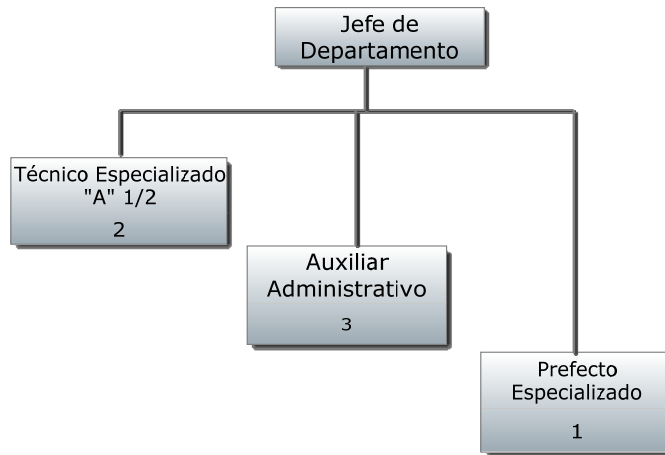 Jefe de
Departamento
Técnico Especializado
"A" 1/2
2
Auxiliar
Administrativo
3
Prefecto
Especializado
1